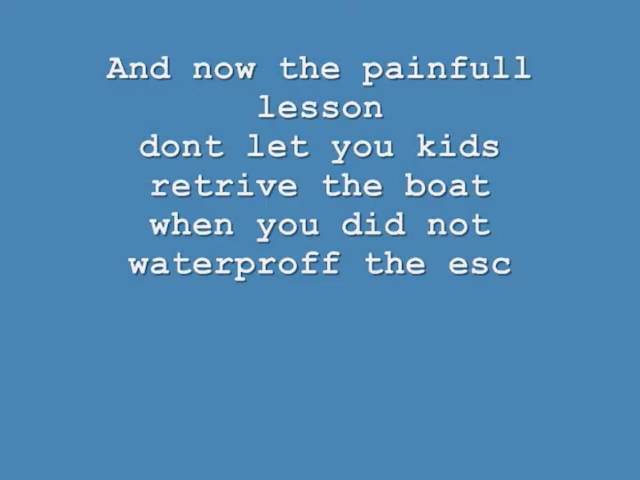 And now the painfull
lesson
dont let you kids
retrive the boat
when you did not
waterproff the esc